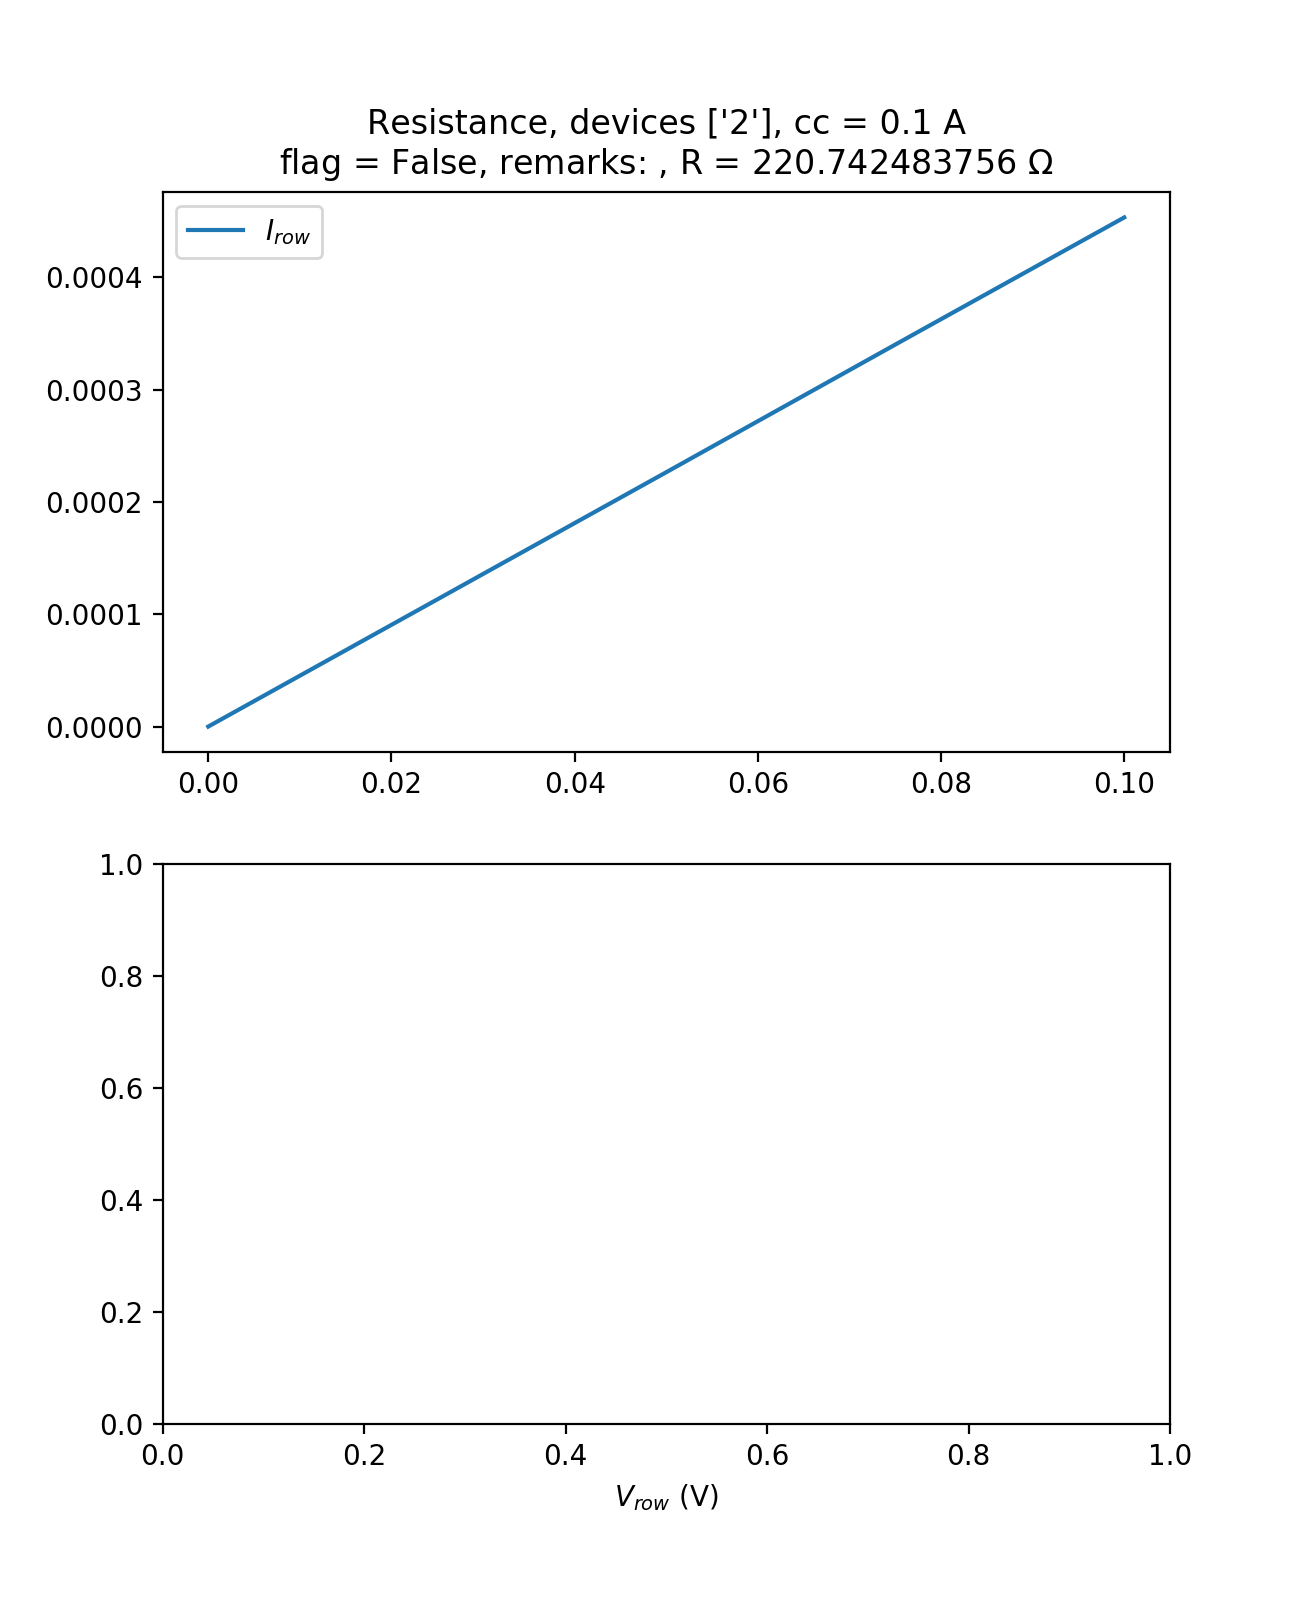 Resistance, devices ['2'], cc = 0.1 A
flag = False, remarks: , R = 220.742483756 Ω
I_row
0.0004
0.0003
0.0002
0.0001
0.0000
0.00 0.02 0.04 0.06 0.08 0.10
1.0
0.8
0.6
0.4
0.2
0.0
0.0 0.2 0.4 0.6 0.8 1.0
V_row (V)